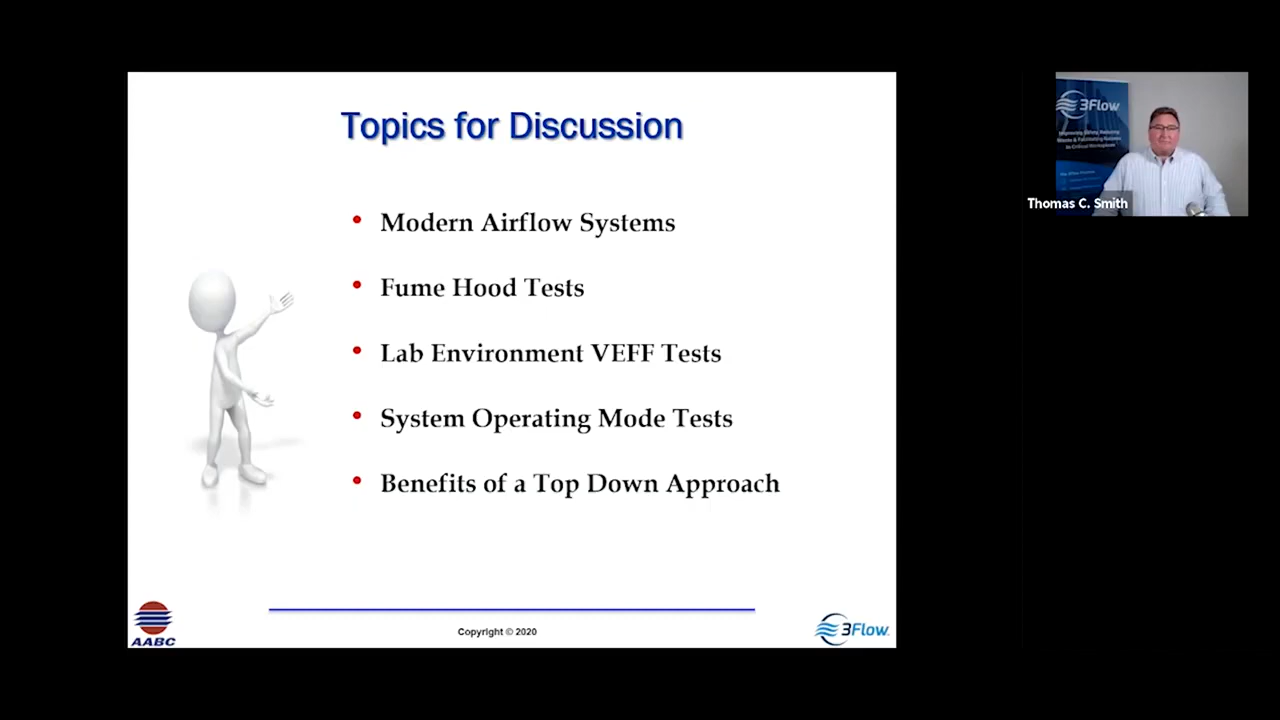 Topics for Discussion
• Modern Airflow Systems
• Fume Hood Tests
• Lab Environment VEFF Tests
• System Operating Mode Tests
• Benefits of a Top Down Approach
AABC
Copyright © 2020
3Flow
3Flow
Thomas C. Smith